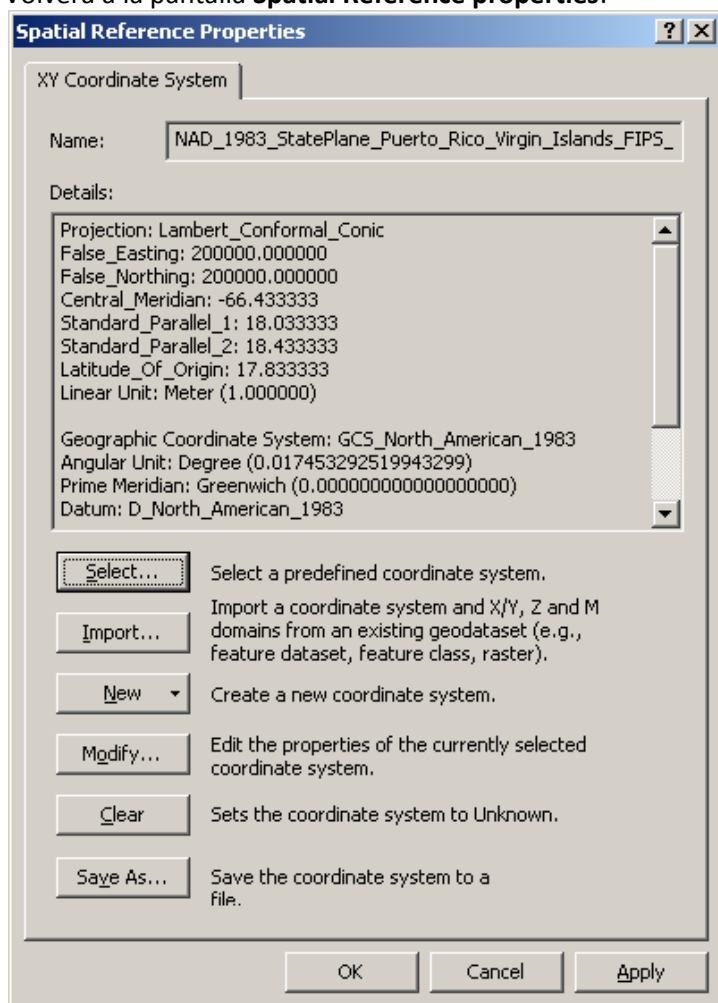 Volverá a la pantalla Spatial Reference properties.
Spatial Reference Properties
XY Coordinate System
Name: NAD_1983_StatePlane_Puerto_Rico_Virgin_Islands_FIPS_
Details:
Projection: Lambert_Conformal_Conic
False_Easting: 200000.000000
False_Northing: 200000.000000
Central_Meridian: -66.433333
Standard_Parallel_1: 18.033333
Standard_Parallel_2: 18.433333
Latitude_Of_Origin: 17.833333
Linear Unit: Meter (1.000000)
Geographic Coordinate System: GCS_North_American_1983
Angular Unit: Degree (0.017453292519943299)
Prime Meridian: Greenwich (0.000000000000000000)
Datum: D_North_American_1983
Select... Select a predefined coordinate system.
Import... Import a coordinate system and X/Y, Z and M
domains from an existing geodataset (e.g.,
feature dataset, feature class, raster).
New Create a new coordinate system.
Modify... Edit the properties of the currently selected
coordinate system.
Clear Sets the coordinate system to Unknown.
Save As... Save the coordinate system to a
file.
OK Cancel Apply